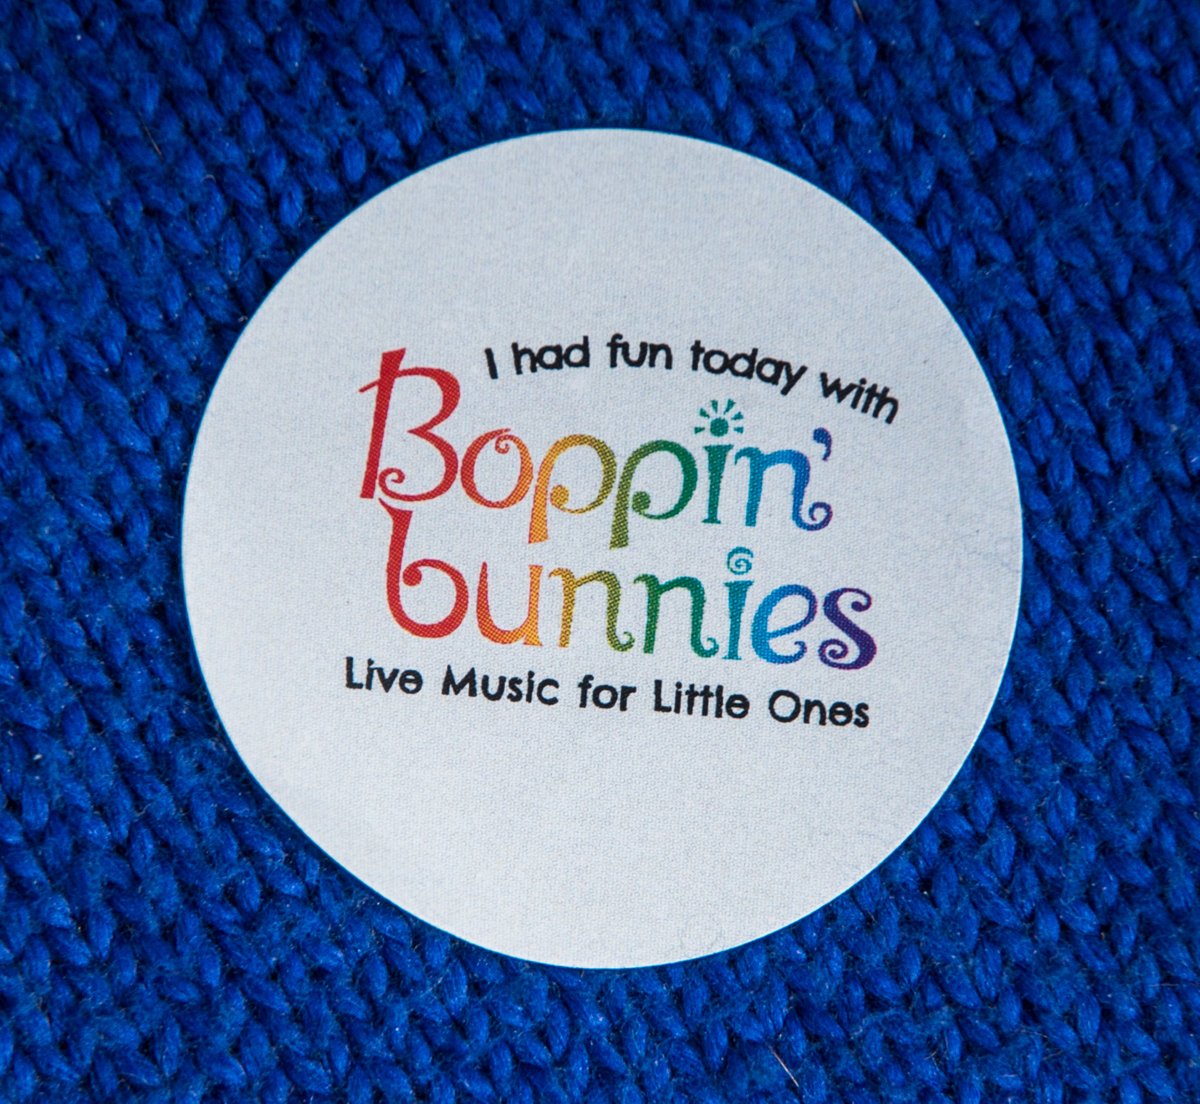 I had fun today with
Boppin'
bunnies
Live Music for Little Ones